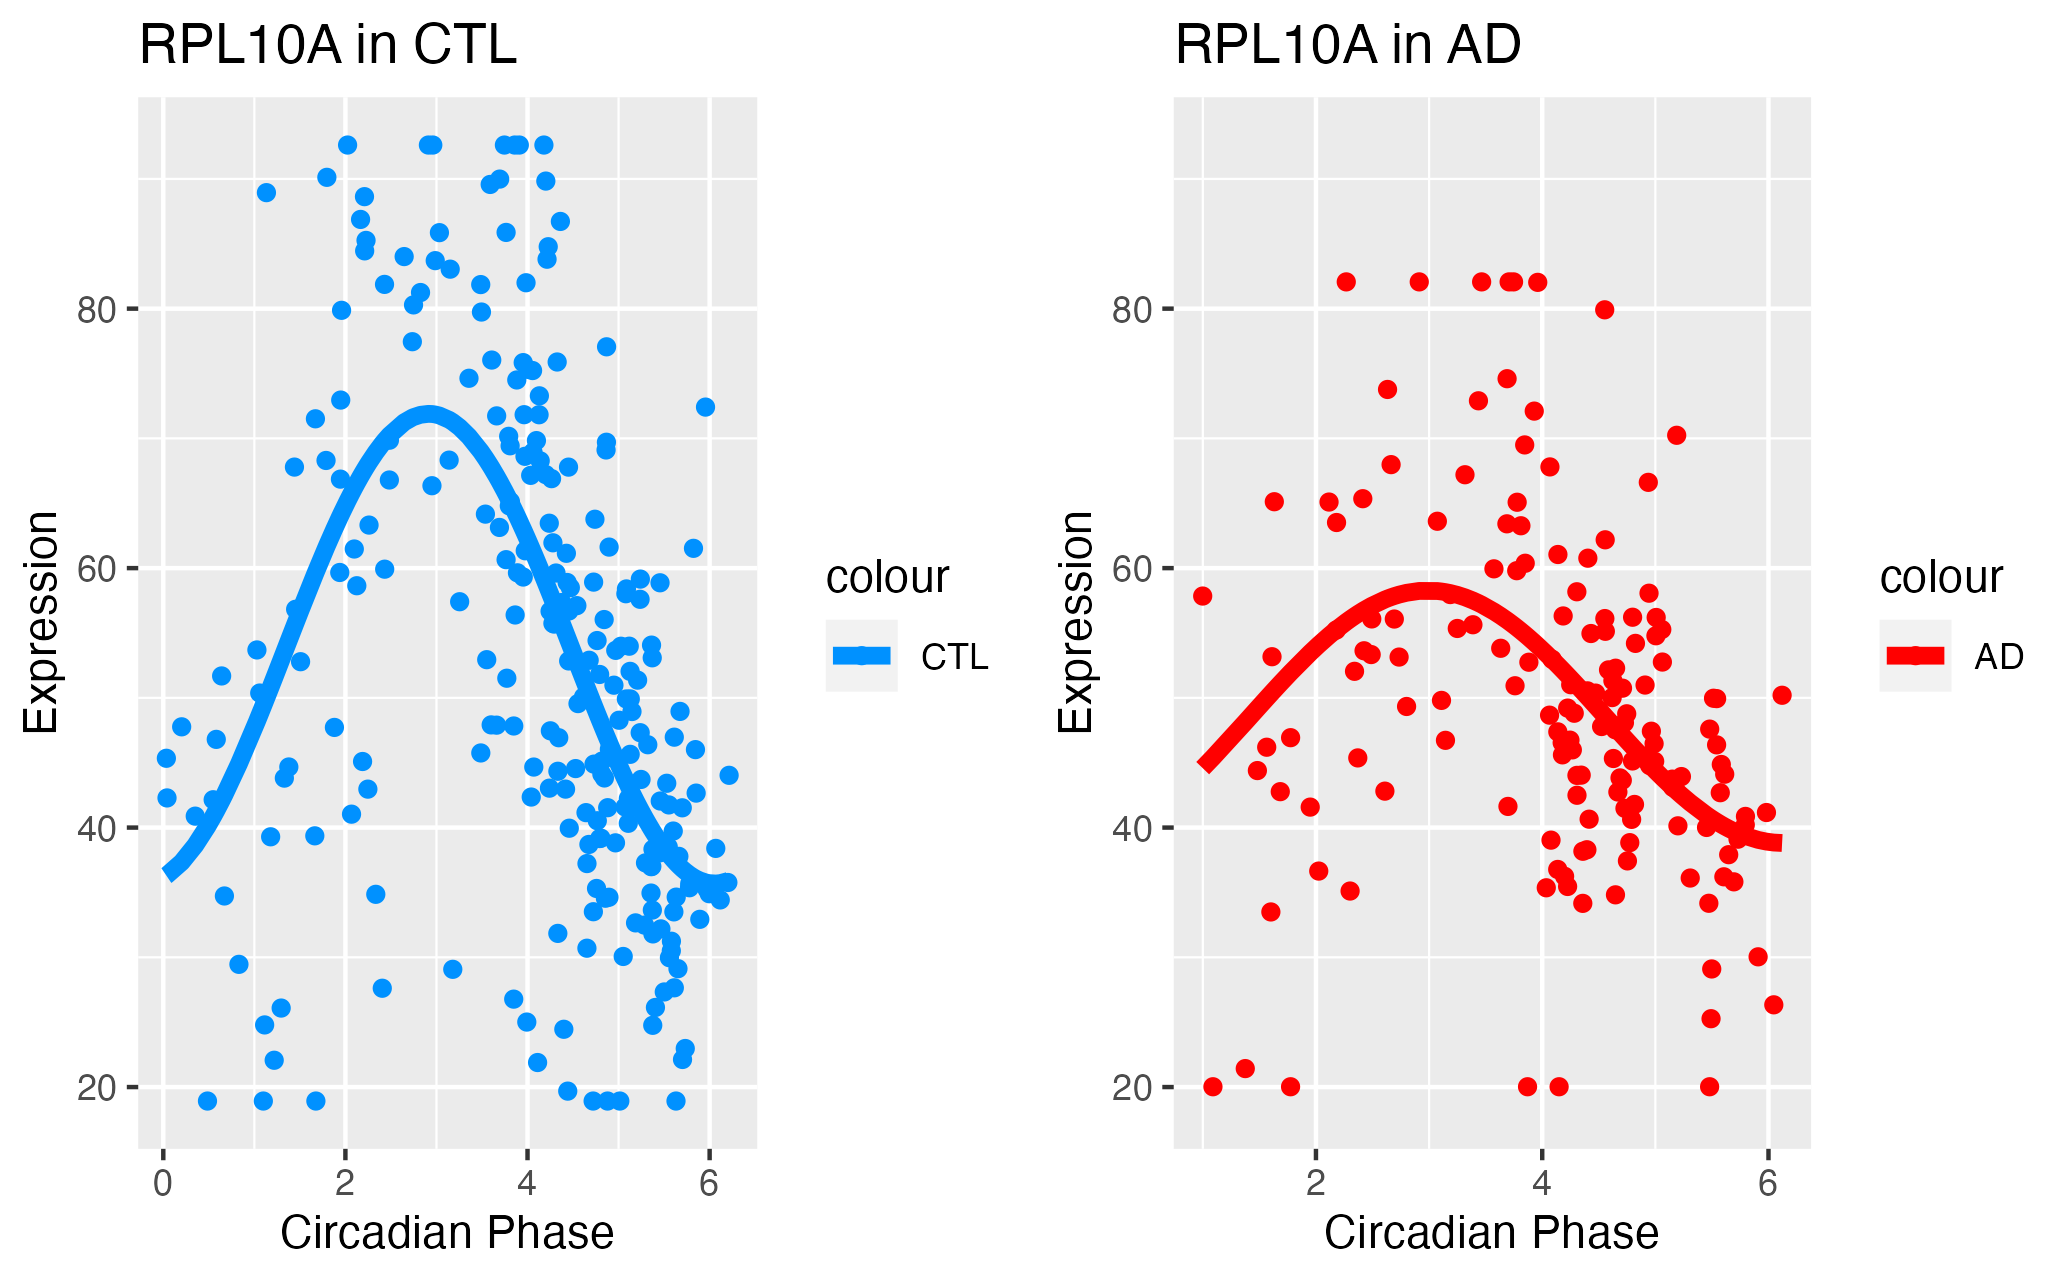 RPL10A in CTL
80
60
40
20
Expression
0 2 4 6
Circadian Phase
colour
CTL
RPL10A in AD
80
60
40
20
Expression
2 4 6
Circadian Phase
colour
AD